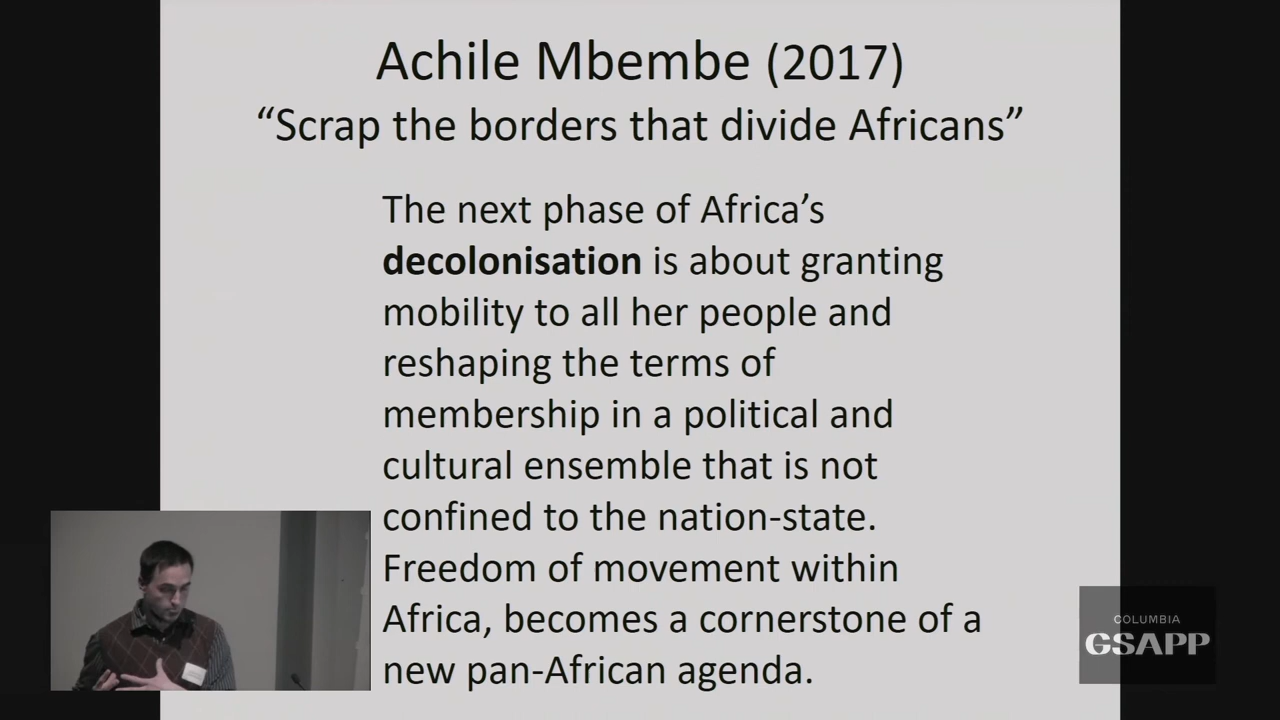 Achile Mbembe (2017)
“Scrap the borders that divide Africans”
The next phase of Africa’s
decolonisation is about granting
mobility to all her people and
reshaping the terms of
membership in a political and
cultural ensemble that is not
confined to the nation-state.
Freedom of movement within
Africa, becomes a cornerstone of a
new pan-African agenda.
COLUMBIA
GSAPP